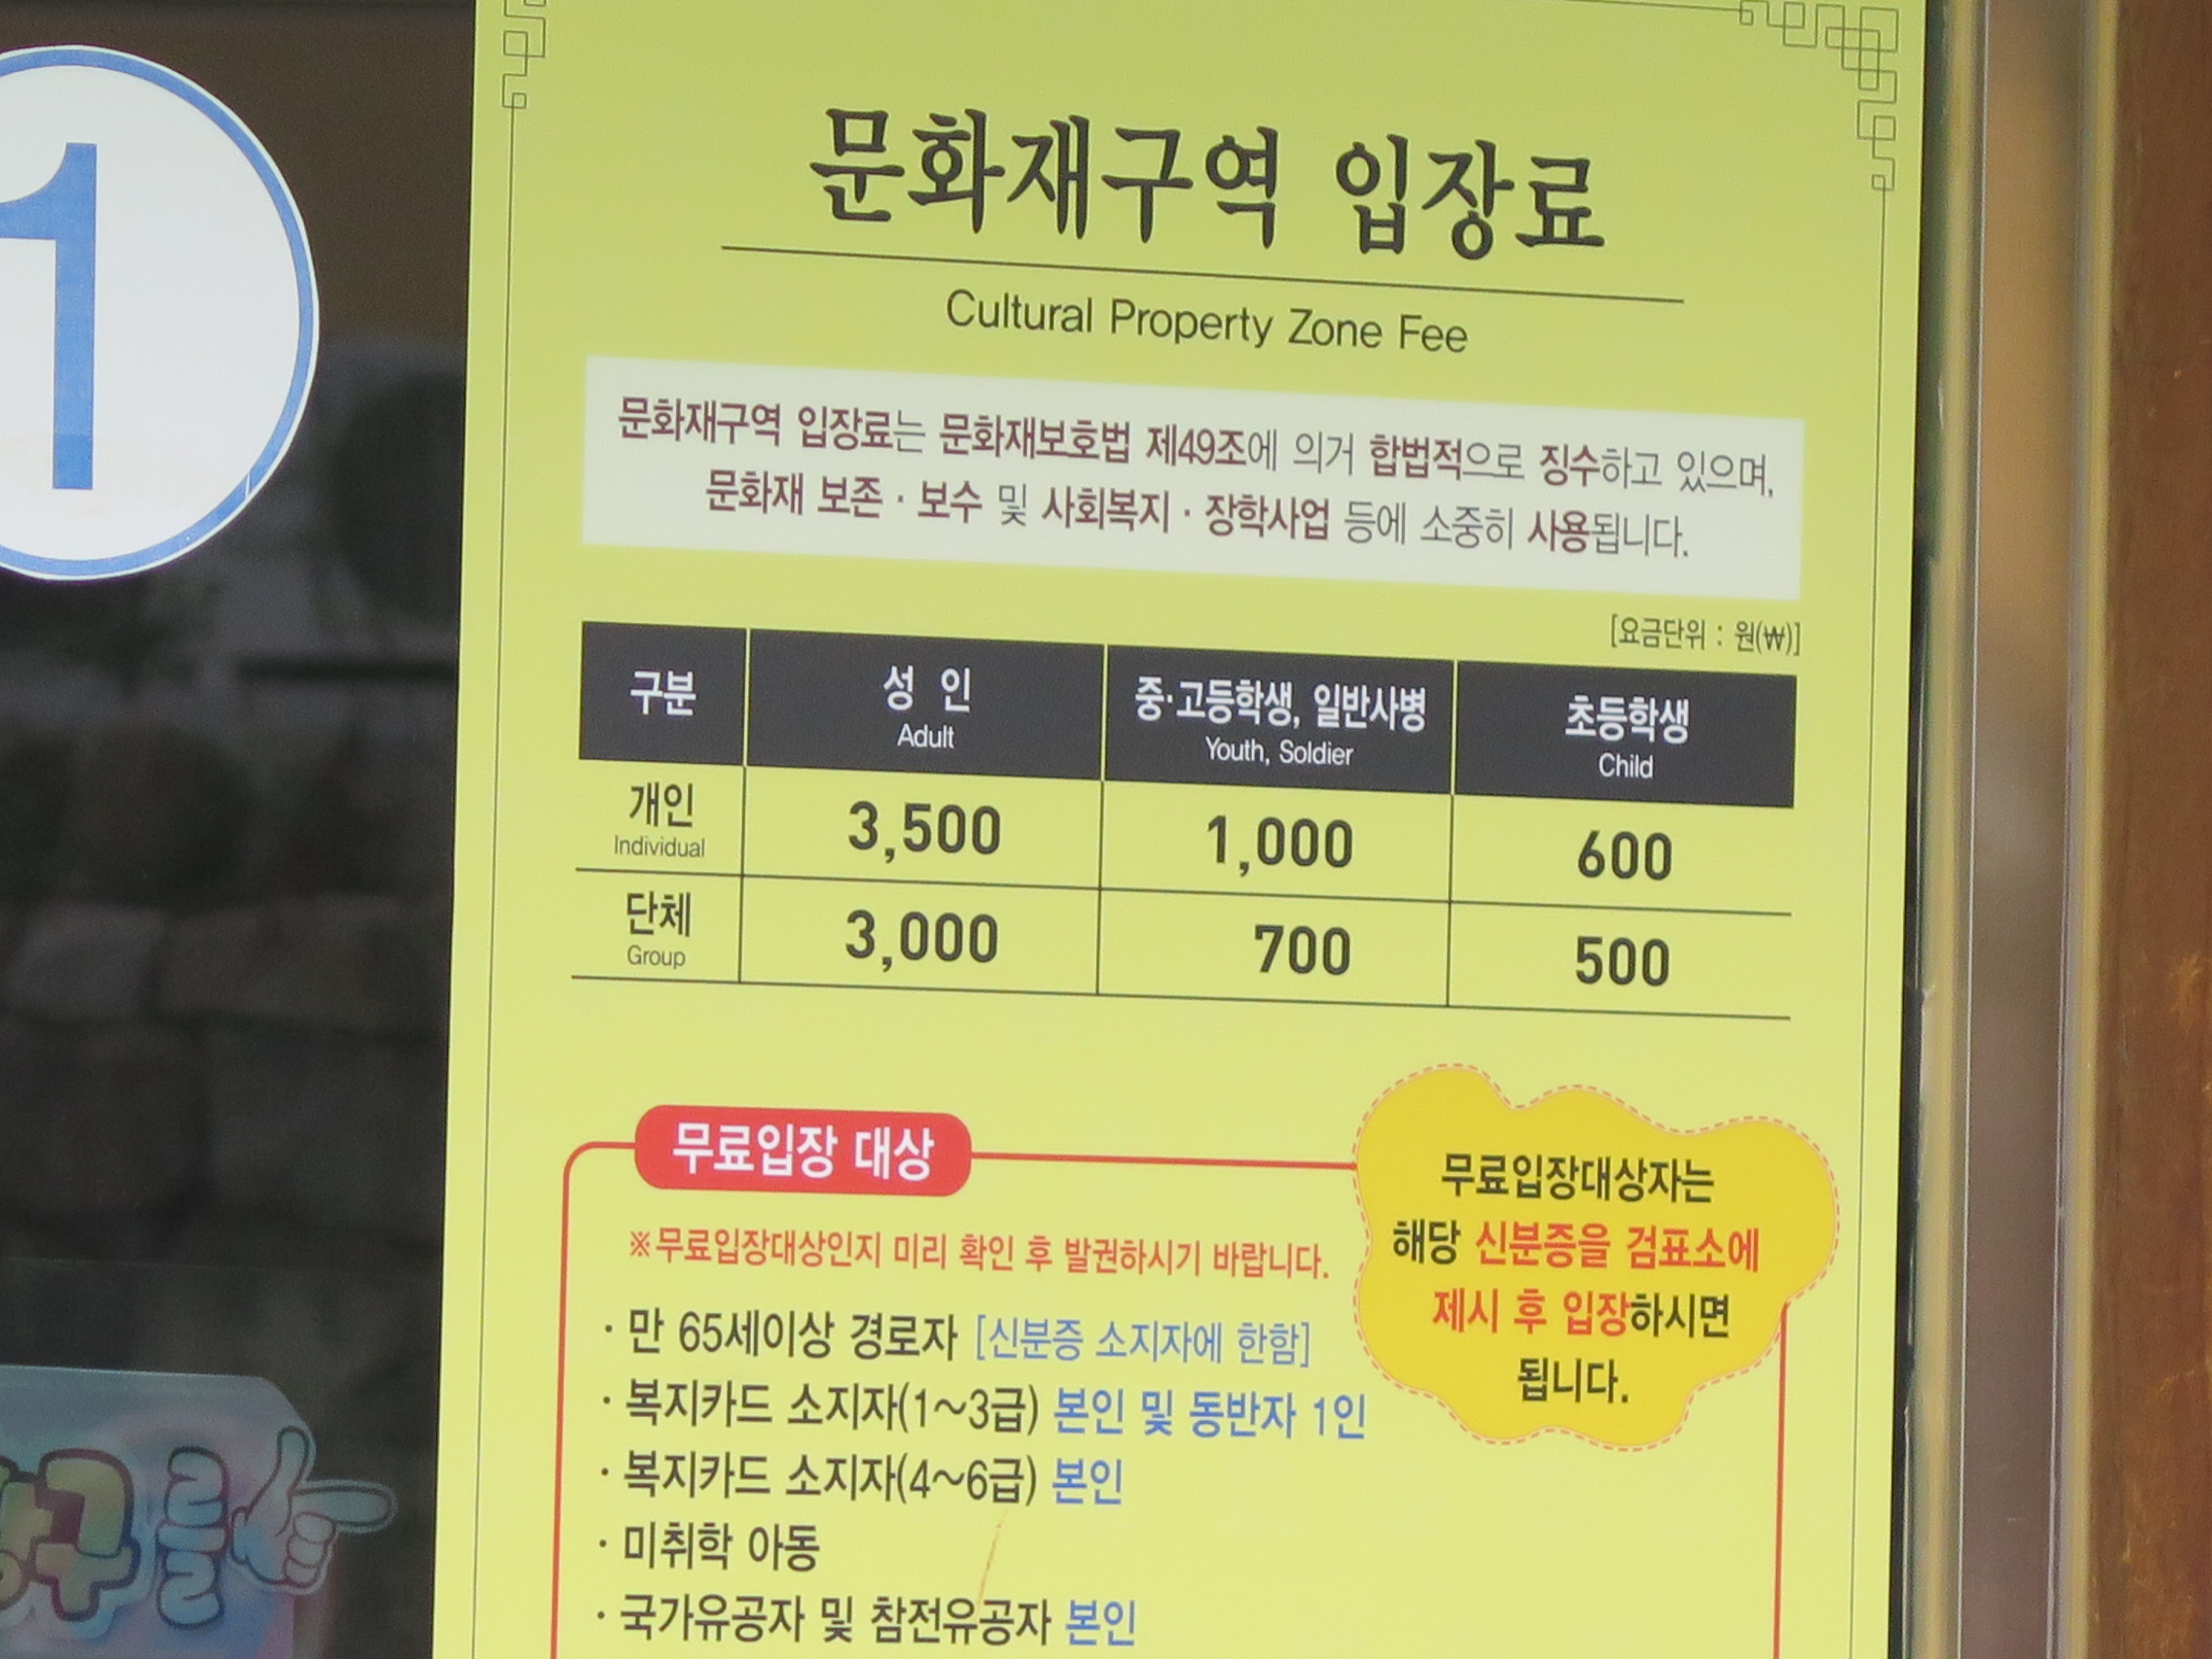 1
문화재구역 입장료
Cultural Property Zone Fee
문화재구역 입장료는 문화재보호법 제49조에 의거 합법적으로 징수하고 있으며,
문화재 보존 · 보수 및 사회복지 · 장학사업 등에 소중히 사용됩니다.
[요금단위 : 원(₩)]
구분 성 인 중·고등학생, 일반사병 초등학생
Adult Youth, Soldier Child
개인 3,500 1,000 600
Individual
단체 3,000 700 500
Group
무료입장 대상
※무료입장대상인지 미리 확인 후 발권하시기 바랍니다.
· 만 65세이상 경로자 [신분증 소지자에 한함]
· 복지카드 소지자(1~3급) 본인 및 동반자 1인
· 복지카드 소지자(4~6급) 본인
· 미취학 아동
· 국가유공자 및 참전유공자 본인
무료입장대상자는
해당 신분증을 검표소에
제시 후 입장하시면
됩니다.
구를